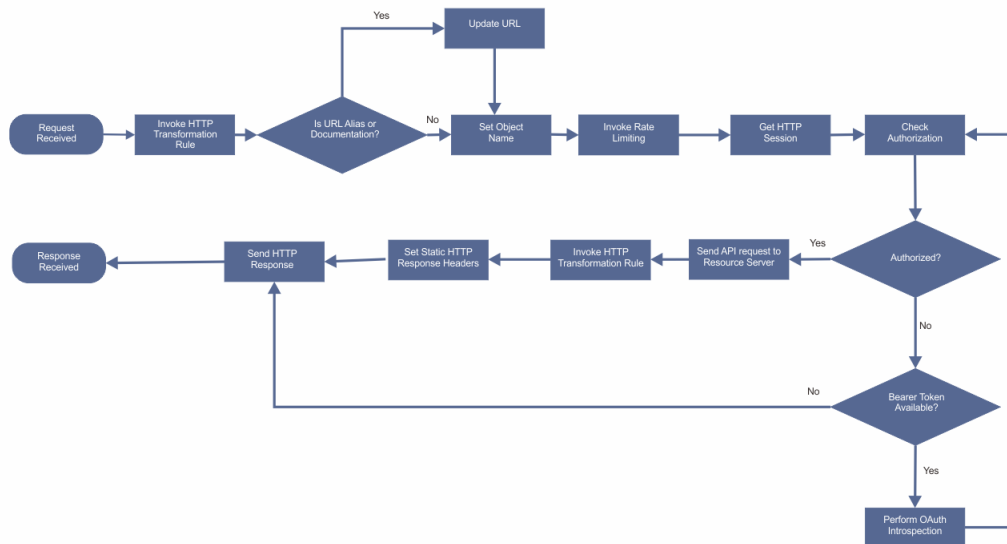 Yes
Update URL
Request
Received
Invoke HTTP
Transformation
Rule
Is URL Alias or
Documentation?
No
Set Object
Name
Invoke Rate
Limiting
Get HTTP
Session
Check
Authorization
Response
Received
Send HTTP
Response
Set Static HTTP
Response Headers
Invoke HTTP
Transformation Rule
Send API request to
Resource Server
Yes
Authorized?
No
No
Bearer Token
Available?
Yes
Perform OAuth
Introspection